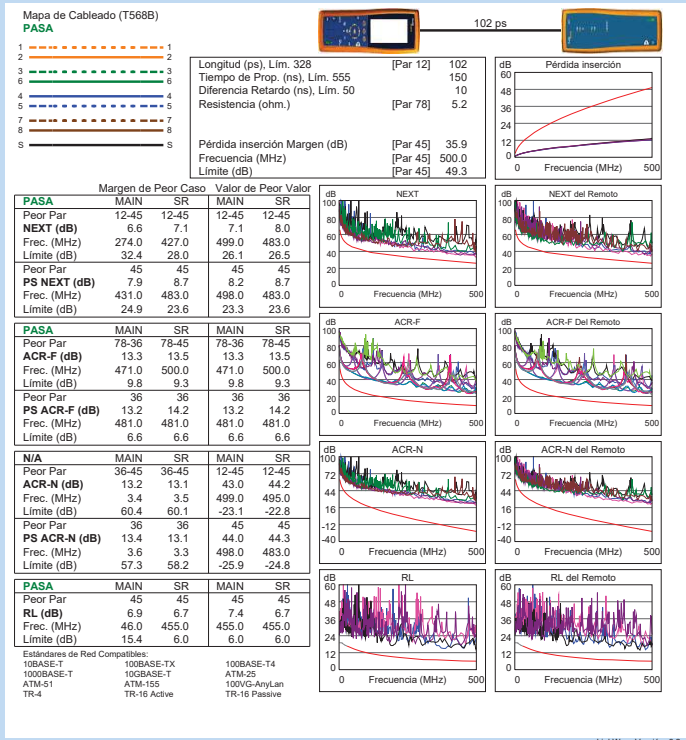 Mapa de Cableado (T568B)
PASA
102 ps
1 1
2 2
3 3
6 6
4 4
5 5
7 7
8 8
S S
Longitud (ps), Lím. 328 [Par 12] 102
Tiempo de Prop. (ns), Lím. 555 150
Diferencia Retardo (ns), Lím. 50 10
Resistencia (ohm.) [Par 78] 5.2
Pérdida inserción Margen (dB) [Par 45] 35.9
Frecuencia (MHz) [Par 45] 500.0
Límite (dB) [Par 45] 49.3
dB Pérdida inserción
60
48
36
24
12
0
0 Frecuencia (MHz) 500
Margen de Peor Caso Valor de Peor Valor
PASA MAIN SR MAIN SR
Peor Par 12-45 12-45 12-45 12-45
NEXT (dB) 6.6 7.1 7.1 8.0
Frec. (MHz) 274.0 427.0 499.0 483.0
Límite (dB) 32.4 28.0 26.1 26.5
Peor Par 45 45 45 45
PS NEXT (dB) 7.9 8.7 8.2 8.7
Frec. (MHz) 431.0 483.0 498.0 483.0
Límite (dB) 24.9 23.6 23.3 23.6
PASA MAIN SR MAIN SR
Peor Par 78-36 78-45 78-36 78-45
ACR-F (dB) 13.3 13.5 13.3 13.5
Frec. (MHz) 471.0 500.0 471.0 500.0
Límite (dB) 9.8 9.3 9.8 9.3
Peor Par 36 36 36 36
PS ACR-F (dB) 13.2 14.2 13.2 14.2
Frec. (MHz) 481.0 481.0 481.0 481.0
Límite (dB) 6.6 6.6 6.6 6.6
N/A MAIN SR MAIN SR
Peor Par 36-45 36-45 12-45 12-45
ACR-N (dB) 13.2 13.1 43.0 44.2
Frec. (MHz) 3.4 3.5 499.0 495.0
Límite (dB) 60.4 60.1 -23.1 -22.8
Peor Par 36 36 45 45
PS ACR-N (dB) 13.4 13.1 44.0 44.3
Frec. (MHz) 3.6 3.3 498.0 483.0
Límite (dB) 57.3 58.2 -25.9 -24.8
PASA MAIN SR MAIN SR
Peor Par 45 45 45 45
RL (dB) 6.9 6.7 7.4 6.7
Frec. (MHz) 46.0 455.0 455.0 455.0
Límite (dB) 15.4 6.0 6.0 6.0
Estándares de Red Compatibles:
10BASE-T 100BASE-TX 100BASE-T4
1000BASE-T 10GBASE-T ATM-25
ATM-51 ATM-155 100VG-AnyLan
TR-4 TR-16 Active TR-16 Passive
dB NEXT
100
80
60
40
20
0
0 Frecuencia (MHz) 500
dB NEXT del Remoto
100
80
60
40
20
0
0 Frecuencia (MHz) 500
dB ACR-F
100
80
60
40
20
0
0 Frecuencia (MHz) 500
dB ACR-F Del Remoto
100
80
60
40
20
0
0 Frecuencia (MHz) 500
dB ACR-N
100
72
44
16
-12
-40
0 Frecuencia (MHz) 500
dB ACR-N del Remoto
100
72
44
16
-12
-40
0 Frecuencia (MHz) 500
dB RL
60
48
36
24
12
0
0 Frecuencia (MHz) 500
dB RL del Remoto
60
48
36
24
12
0
0 Frecuencia (MHz) 500